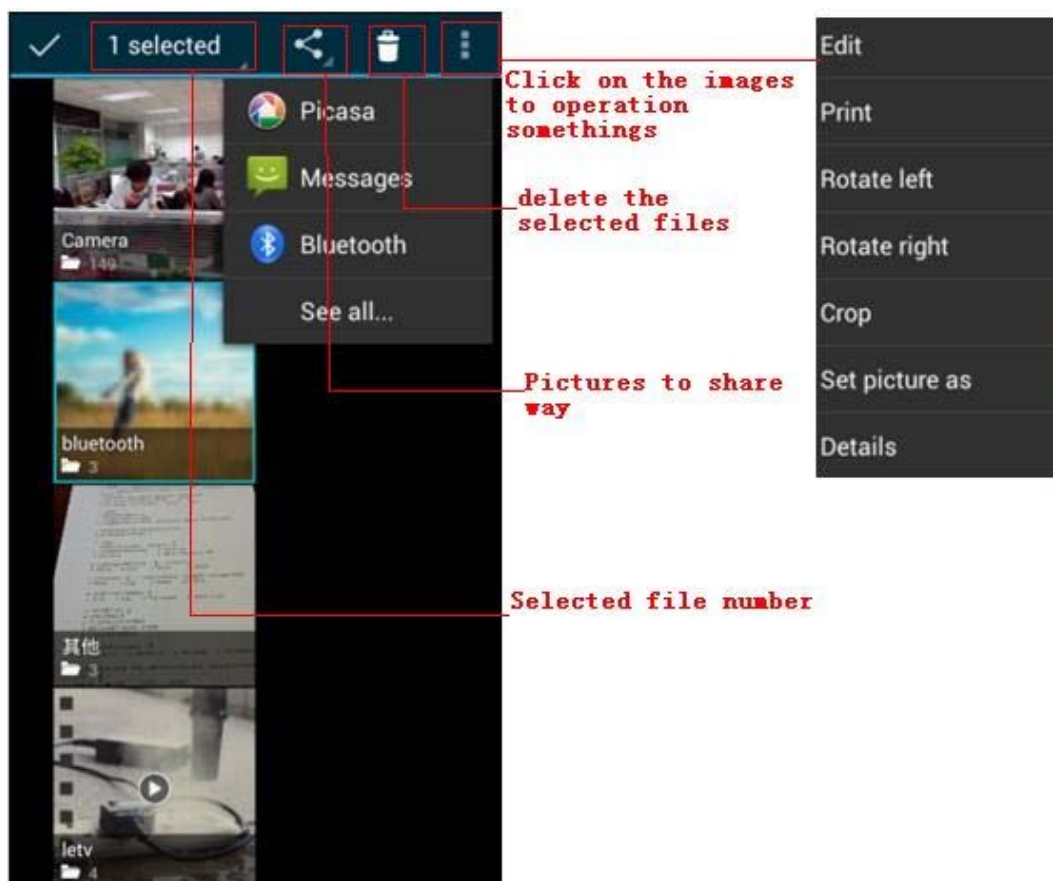 1 selected
Picasa
Messages
Bluetooth
See all...
Camera
149
bluetooth
3
其他
3
letv
4
Click on the images
to operation
somethings
delete the
selected files
Pictures to share
way
Selected file number
Edit
Print
Rotate left
Rotate right
Crop
Set picture as
Details